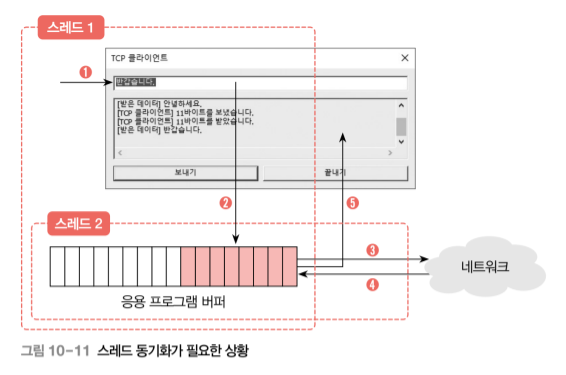 스레드 1
TCP 클라이언트
❶
반갑습니다.
[받은 데이터] 안녕하세요.
[TCP 클라이언트] 11바이트를 보냈습니다.
[TCP 클라이언트] 11바이트를 받았습니다.
[받은 데이터] 반갑습니다.
보내기
끝내기
❷
❺
스레드 2
❸
❹
네트워크
응용 프로그램 버퍼
그림 10-11 스레드 동기화가 필요한 상황